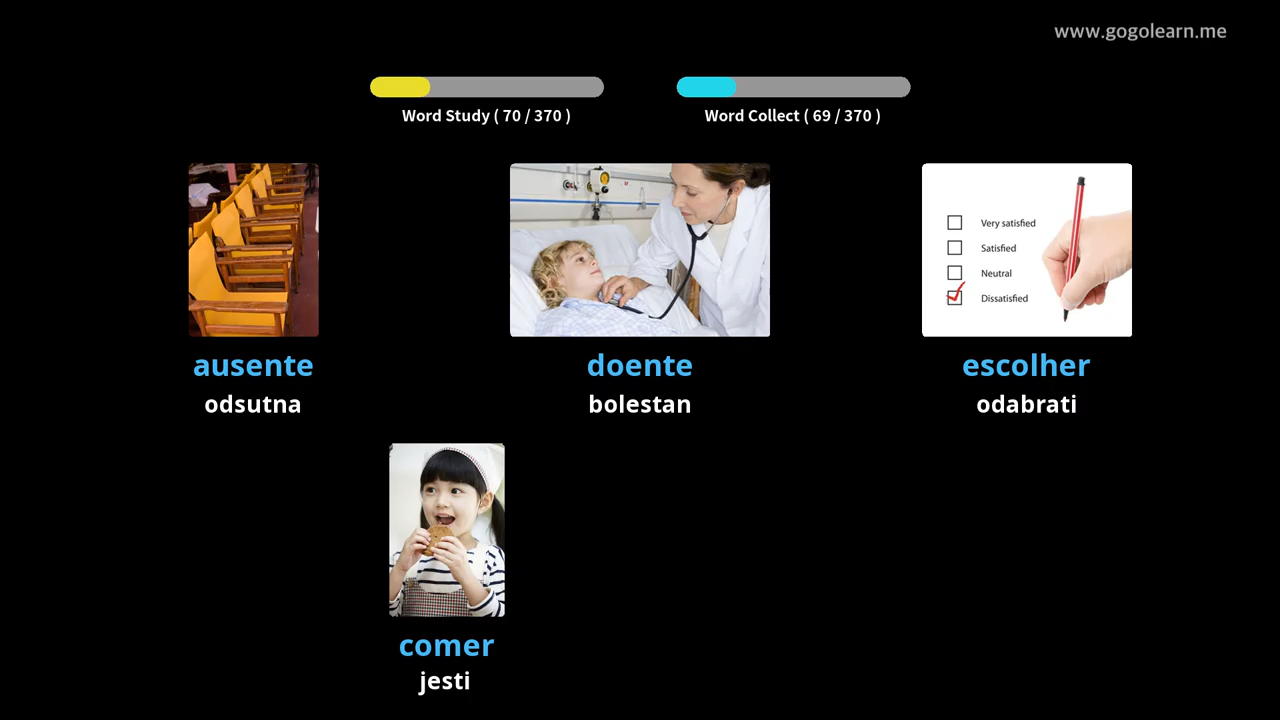 www.gogolearn.me
Word Study ( 70 / 370 )
Word Collect ( 69 / 370 )
Very satisfied
Satisfied
Neutral
Dissatisfied
ausente
odsutna
doente
bolestan
escolher
odabrati
comer
jesti